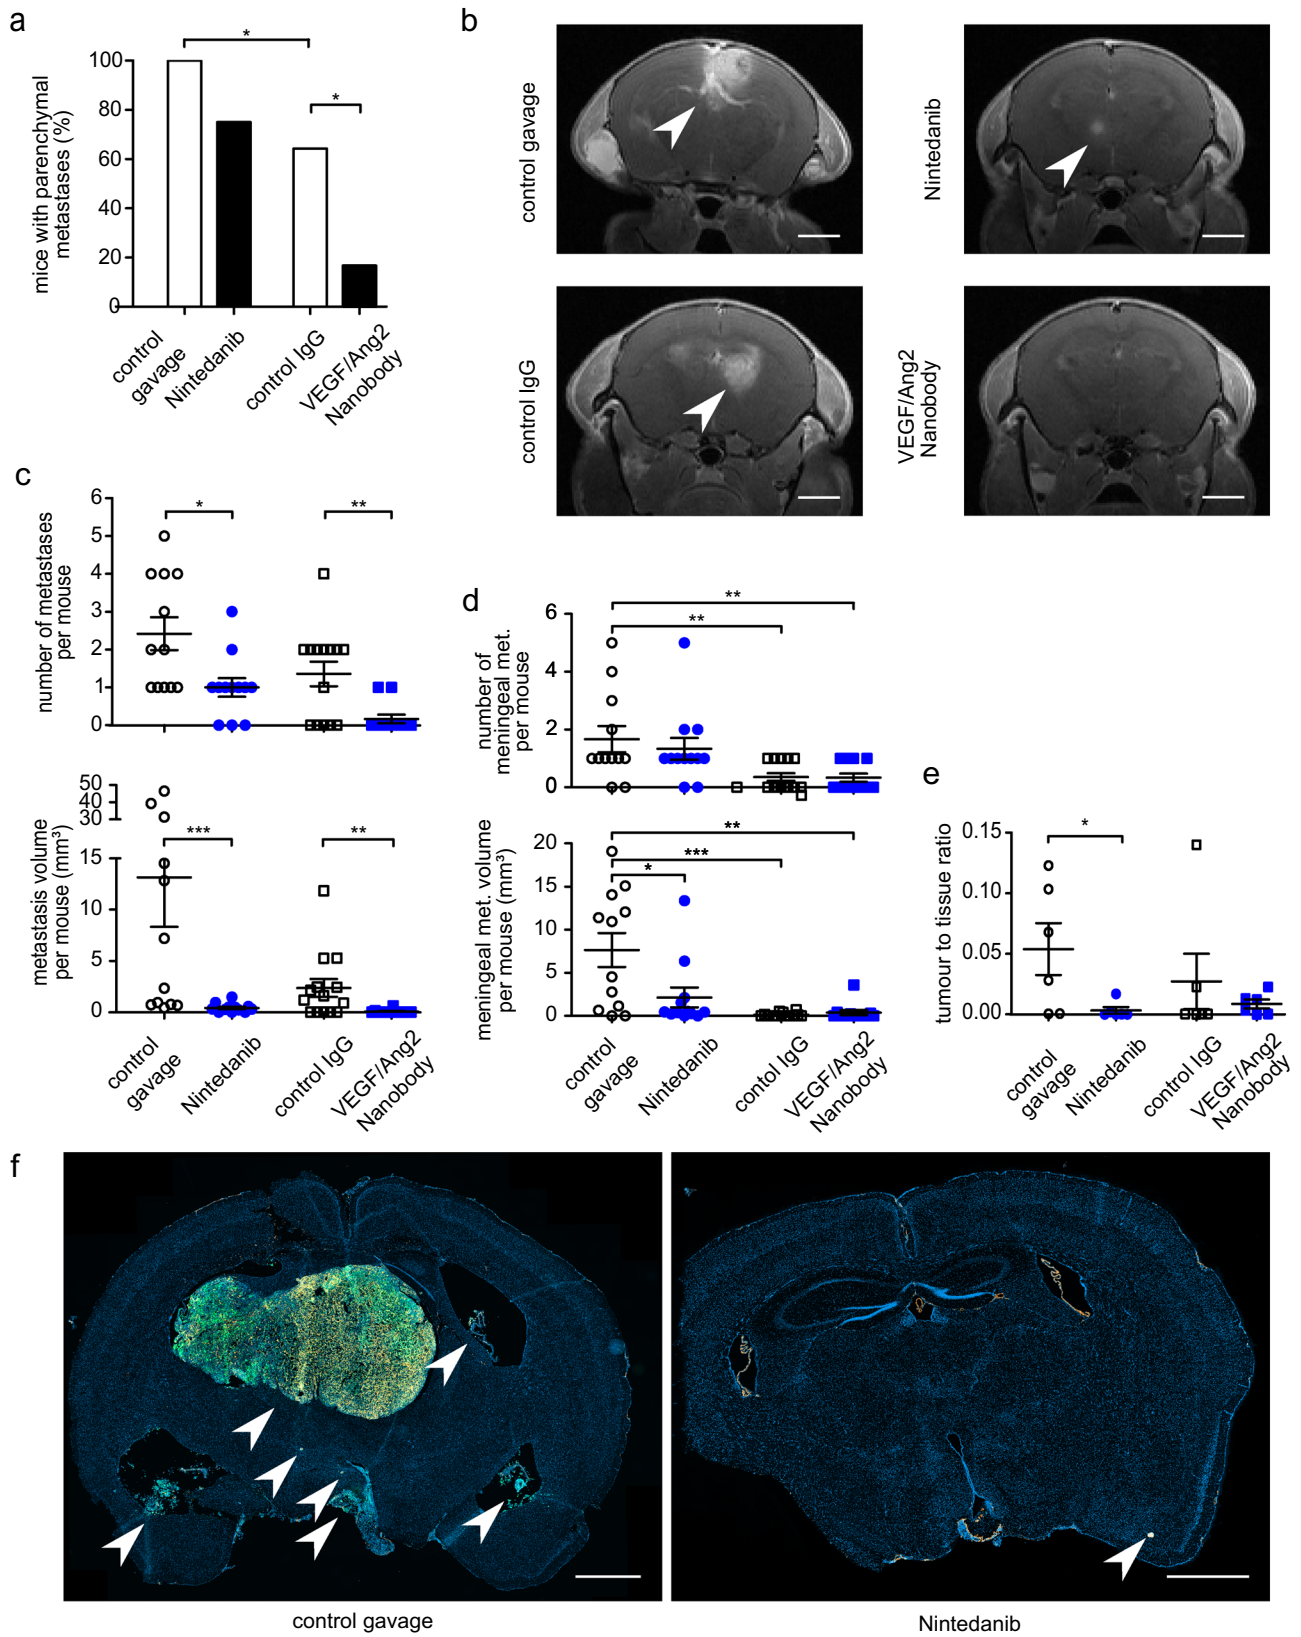 a
mice with parenchymal
metastases (%)
100
80
60
40
20
0
*
*
control
gavage
Nintedanib
control IgG
VEGF/Ang2
Nanobody
b
control gavage
Nintedanib
control IgG
VEGF/Ang2
Nanobody
c
number of metastases
per mouse
6
5
4
3
2
1
0
*
**
metastasis volume
per mouse (mm³)
50
40
30
15
10
5
0
***
**
control
gavage
Nintedanib
control IgG
VEGF/Ang2
Nanobody
d
number of
meningeal met.
per mouse
6
4
2
0
**
**
meningeal met. volume
per mouse (mm³)
20
15
10
5
0
**
***
*
control
gavage
Nintedanib
contol IgG
VEGF/Ang2
Nanobody
e
tumour to tissue ratio
0.15
0.10
0.05
0.00
*
control
gavage
Nintedanib
control IgG
VEGF/Ang2
Nanobody
f
control gavage
Nintedanib